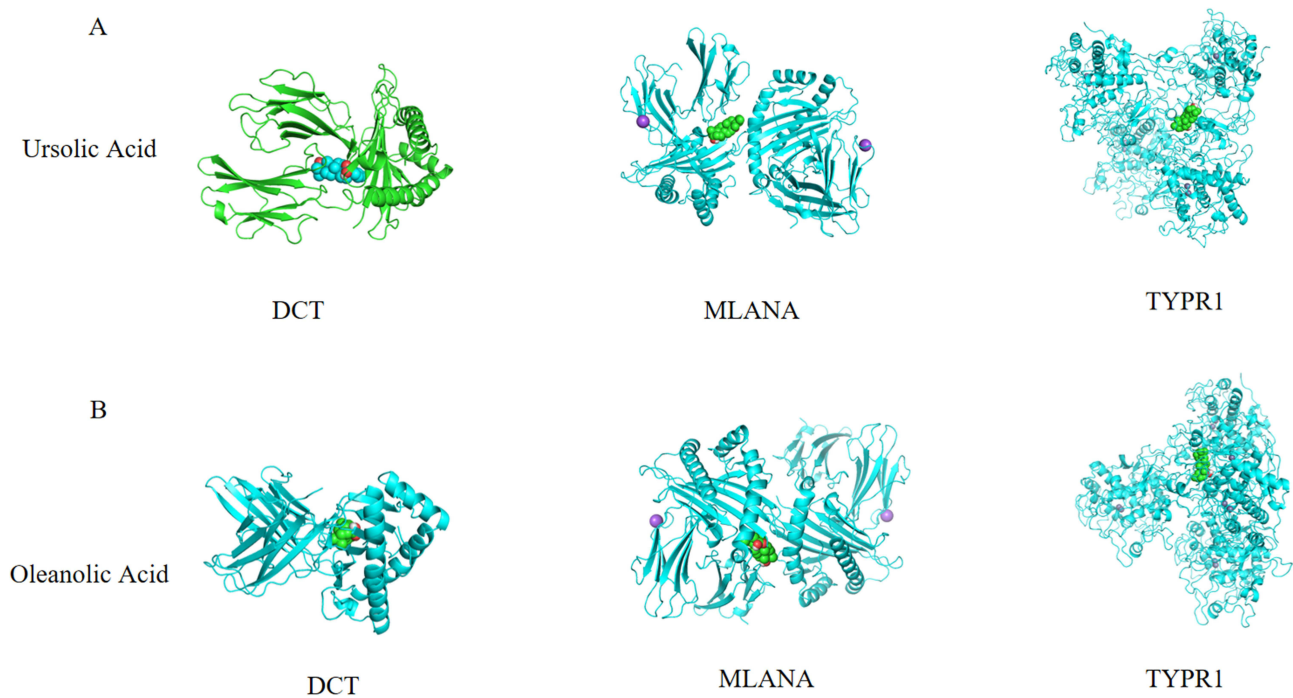 A
Ursolic Acid
DCT
MLANA
TYPR1
B
Oleanolic Acid
DCT
MLANA
TYPR1